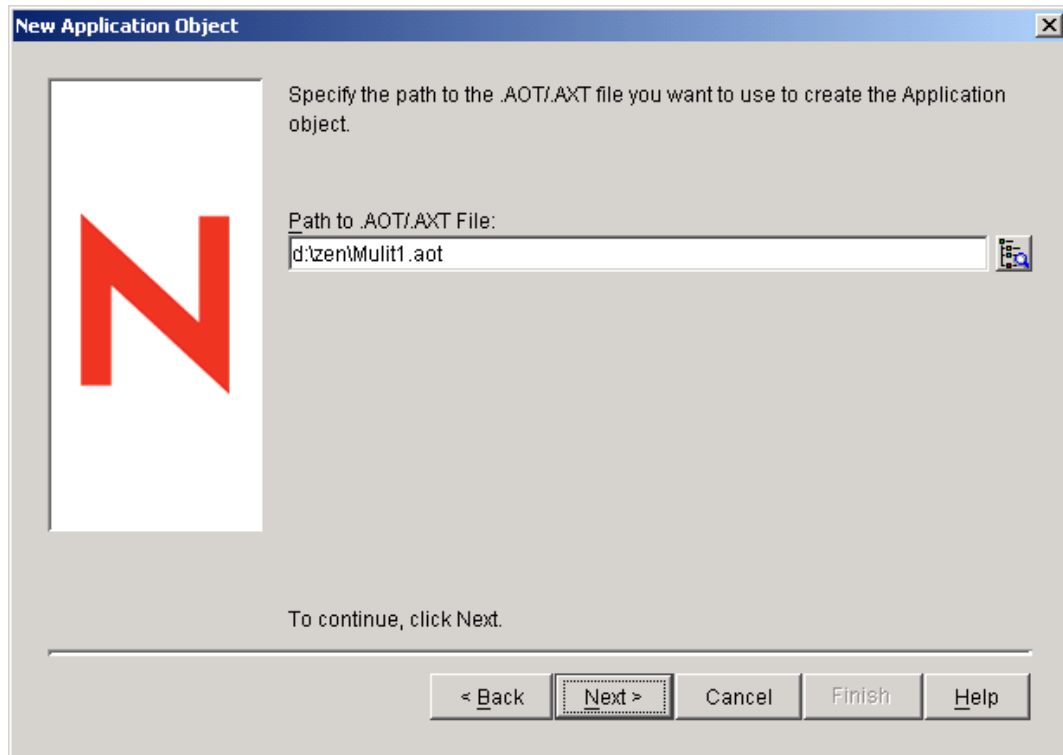 New Application Object
Specify the path to the .AOT/.AXT file you want to use to create the Application
object.
Path to .AOT/.AXT File:
d:\zen\Mulit1.aot
To continue, click Next.
< Back
Next >
Cancel
Finish
Help